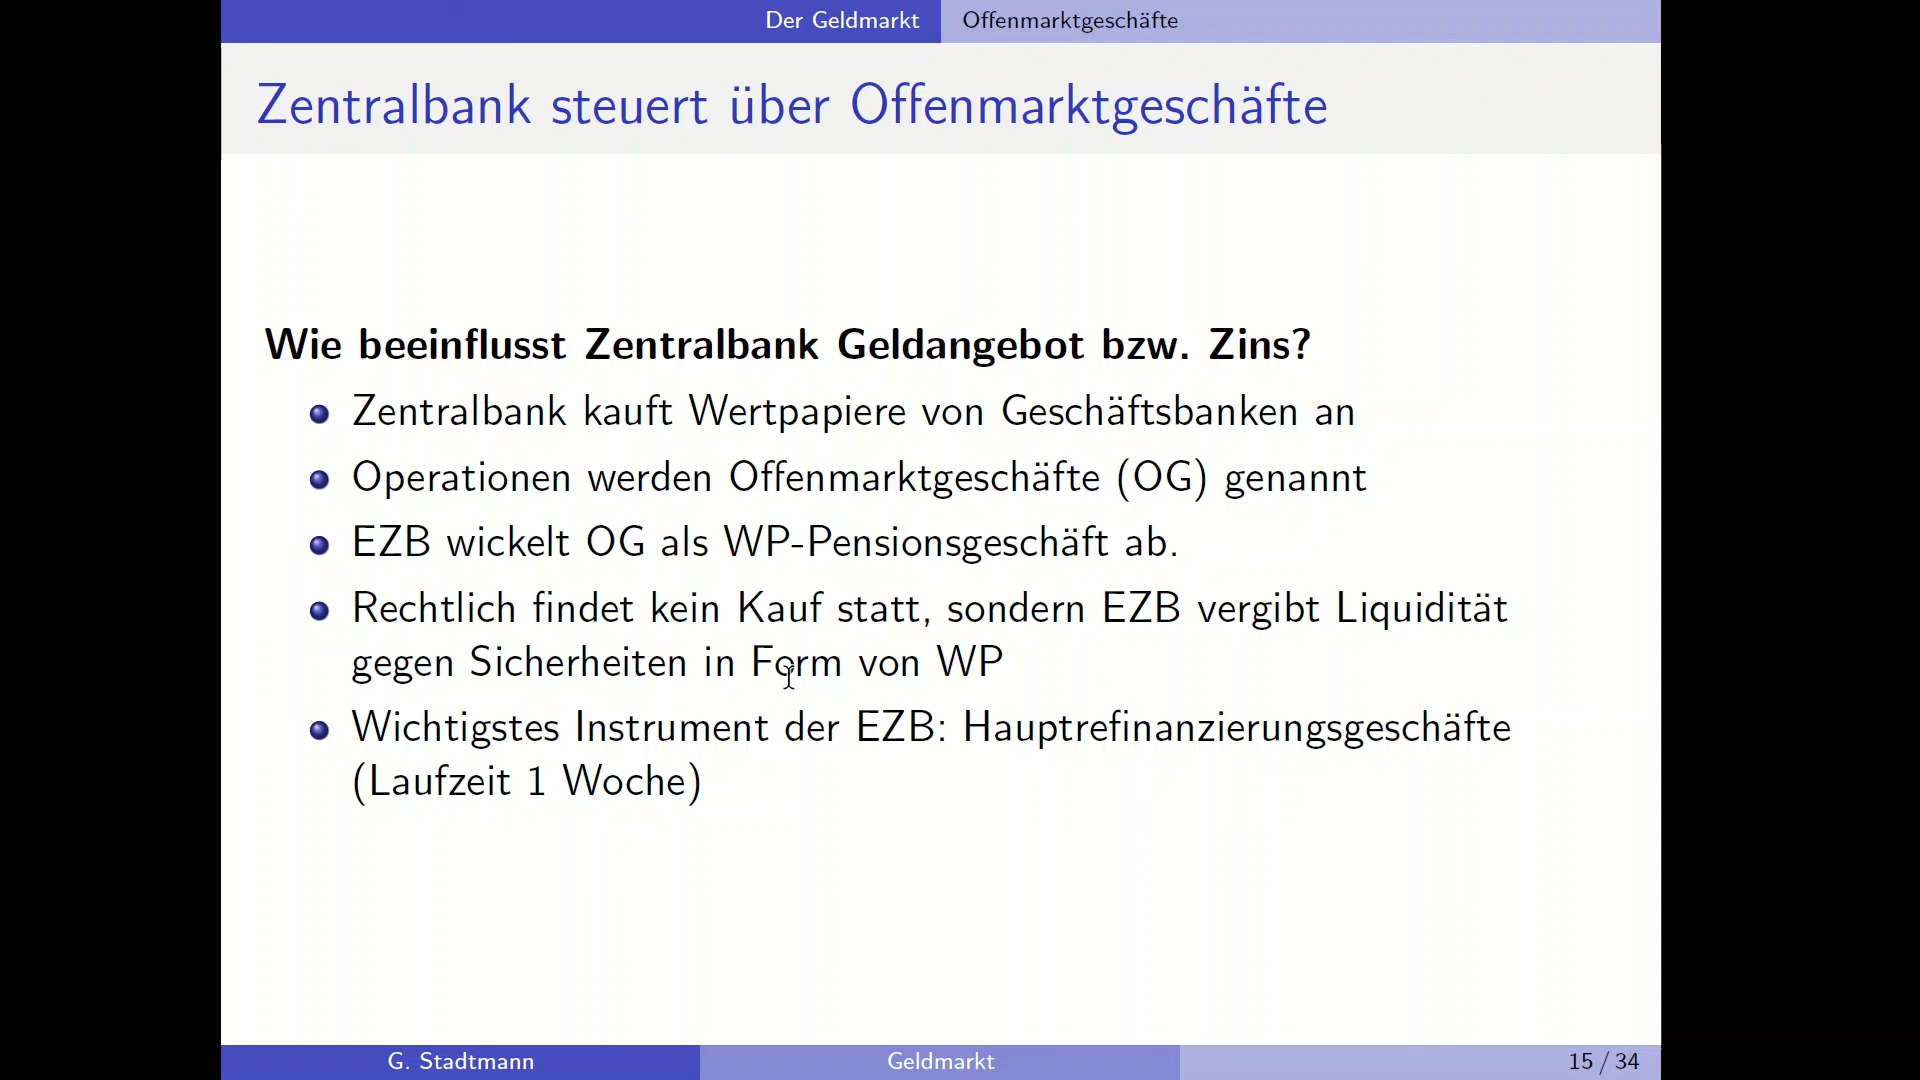 Der Geldmarkt Offenmarktgeschäfte
Zentralbank steuert über Offenmarktgeschäfte
Wie beeinflusst Zentralbank Geldangebot bzw. Zins?
Zentralbank kauft Wertpapiere von Geschäftsbanken an
Operationen werden Offenmarktgeschäfte (OG) genannt
EZB wickelt OG als WP-Pensionsgeschäft ab.
Rechtlich findet kein Kauf statt, sondern EZB vergibt Liquidität
gegen Sicherheiten in Form von WP
Wichtigstes Instrument der EZB: Hauptrefinanzierungsgeschäfte
(Laufzeit 1 Woche)
G. Stadtmann Geldmarkt 15 / 34